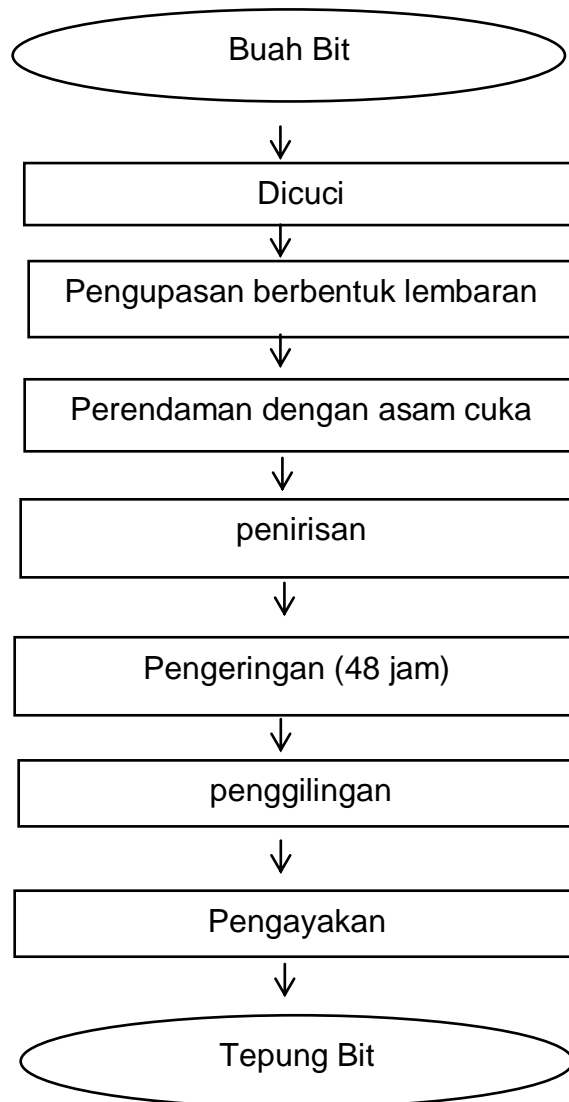 Buah Bit
Dicuci
Pengupasan berbentuk lembaran
Perendaman dengan asam cuka
penirisan
Pengeringan (48 jam)
penggilingan
Pengayakan
Tepung Bit